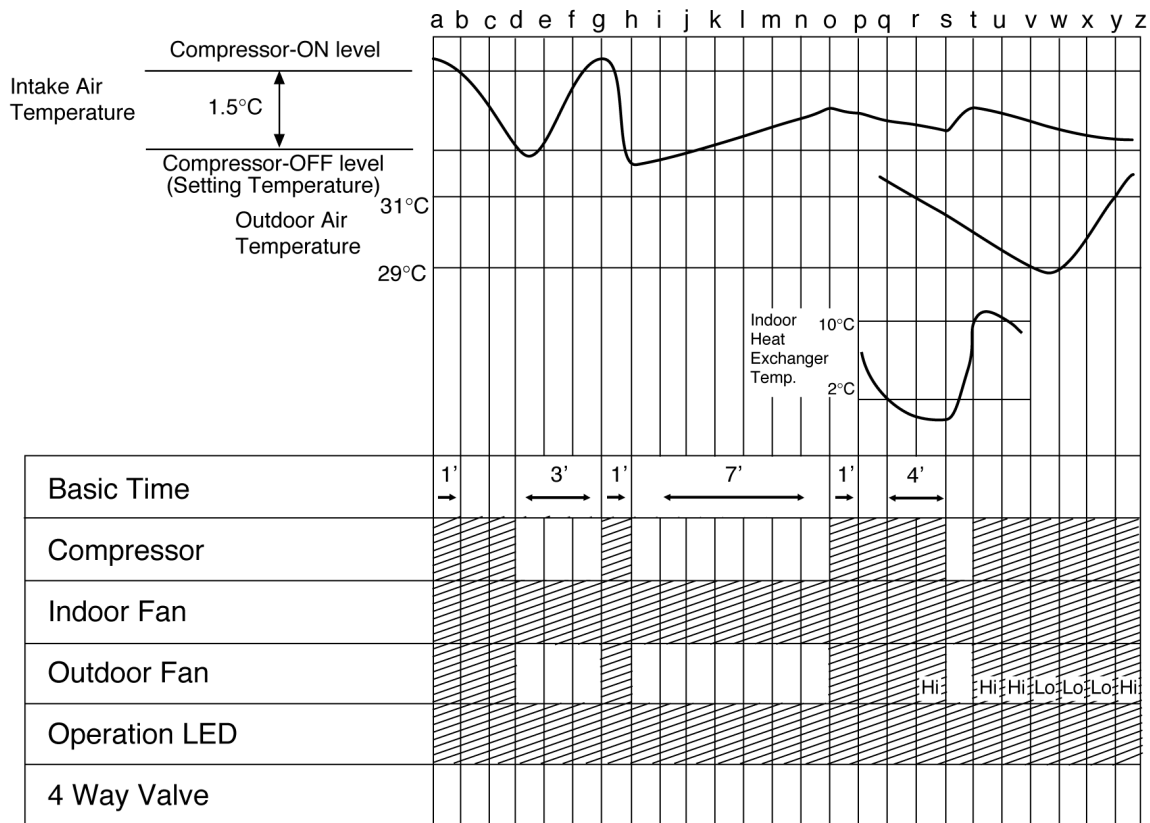 a b c d e f g h i j k l m n o p q r s t u v w x y z
Compressor-ON level
Intake Air
Temperature
1.5°C
Compressor-OFF level
(Setting Temperature)
31°C
Outdoor Air
Temperature
29°C
Indoor
Heat
Exchanger
Temp.
10°C
2°C
Basic Time 1’ 3’ 1’ 7’ 1’ 4’
Compressor
Indoor Fan
Outdoor Fan Hi Hi Hi Lo Lo Lo Hi
Operation LED
4 Way Valve